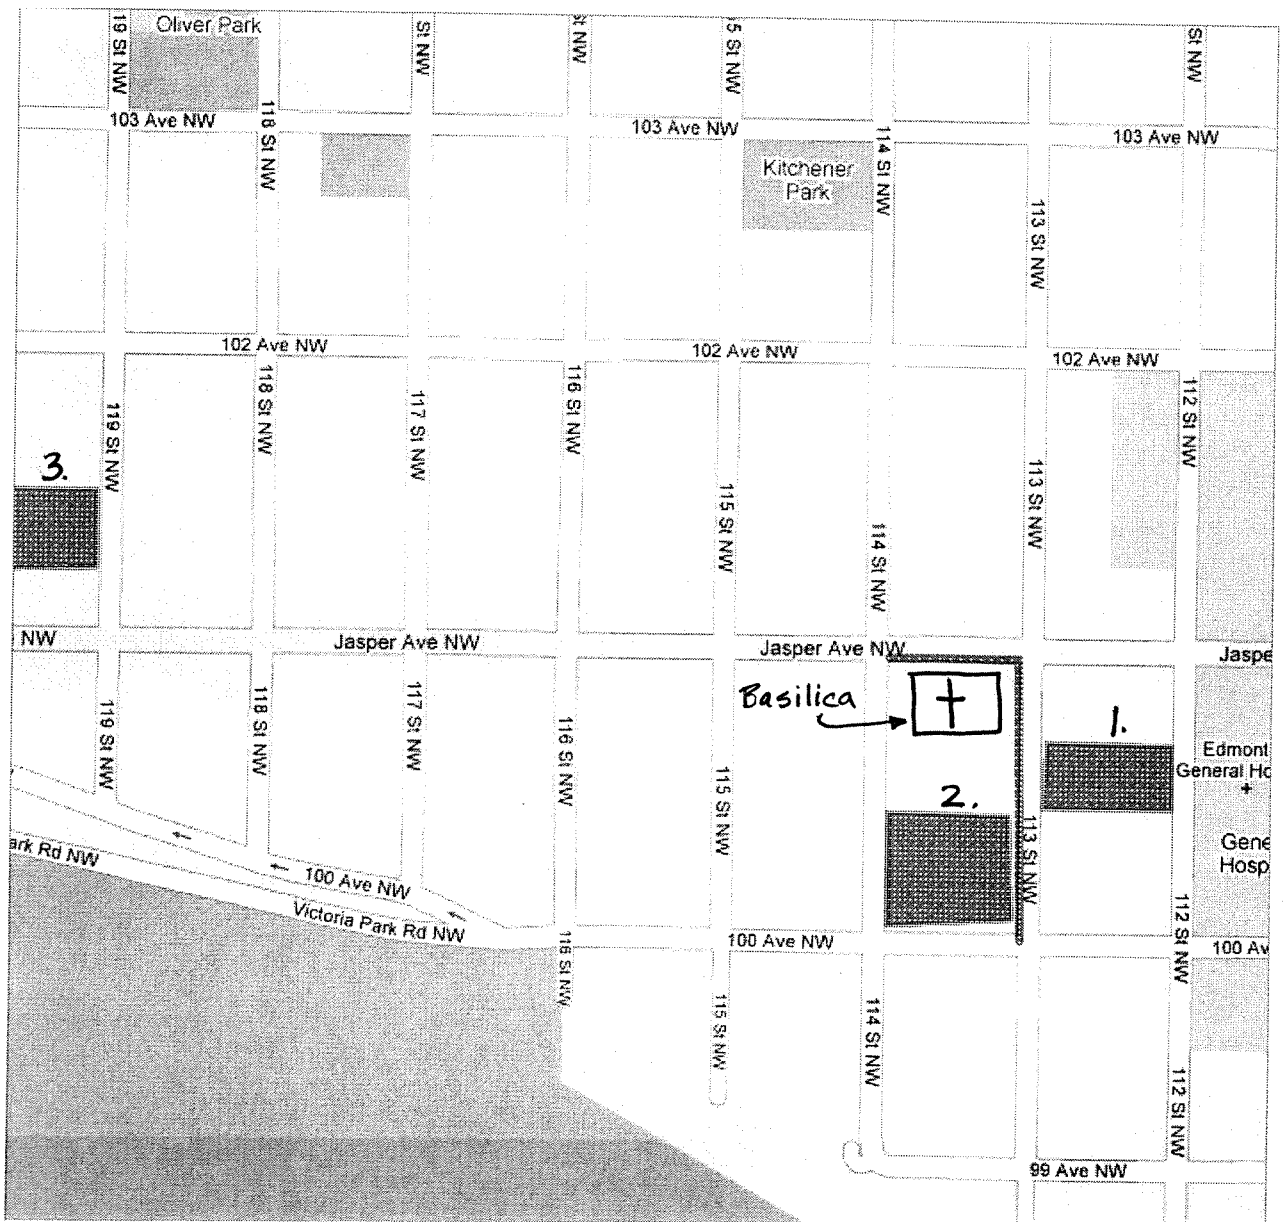 19 St NW
Oliver Park
St NW
St NW
5 St NW
St NW
103 Ave NW
118 St NW
103 Ave NW
114 St NW
103 Ave NW
Kitchener
Park
113 St NW
102 Ave NW
102 Ave NW
102 Ave NW
119 St NW
118 St NW
117 St NW
116 St NW
112 St NW
3.
115 St NW
114 St NW
113 St NW
NW
Jasper Ave NW
Jasper Ave NW
Jaspe
Basilica
1.
119 St NW
118 St NW
117 St NW
116 St NW
115 St NW
Edmont
General Ho
2.
113 St NW
Gene
Hosp
ark Rd NW
100 Ave NW
Victoria Park Rd NW
116 St NW
100 Ave NW
112 St NW
100 Av
115 St NW
114 St NW
112 St NW
99 Ave NW